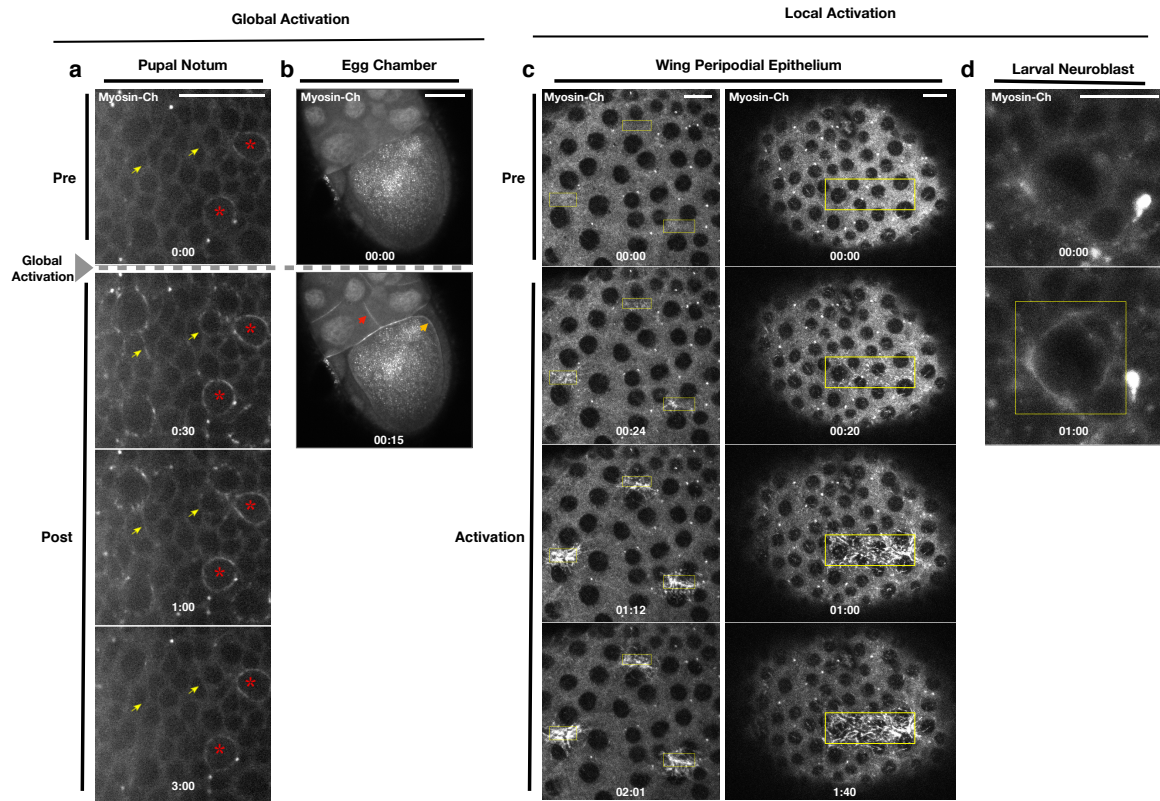 Global Activation
Local Activation
a
Pupal Notum
b
Egg Chamber
c
Wing Peripodial Epithelium
d
Larval Neuroblast
Pre
Myosin-Ch
*
*
0:00
Myosin-Ch
00:00
Pre
Myosin-Ch
00:00
Myosin-Ch
00:00
Myosin-Ch
00:00
Global
Activation
*
*
0:30
00:15
00:24
00:20
01:00
Post
*
*
1:00
Activation
01:12
01:00
*
*
3:00
02:01
1:40